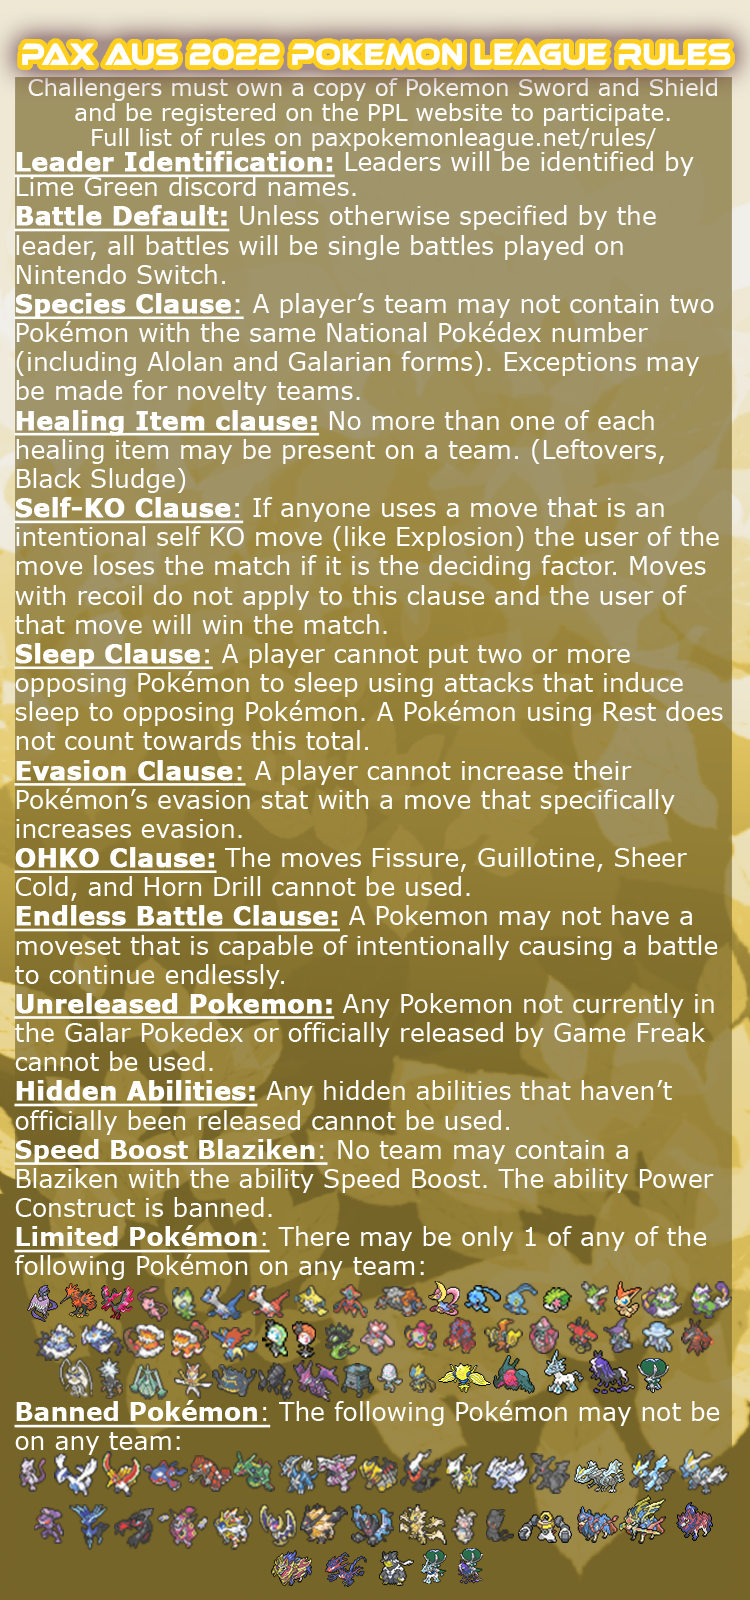 PAX AUS 2022 POKEMON LEAGUE RULES
Challengers must own a copy of Pokemon Sword and Shield
and be registered on the PPL website to participate.
Full list of rules on paxpokemonleague.net/rules/
Leader Identification: Leaders will be identified by
Lime Green discord names.
Battle Default: Unless otherwise specified by the
leader, all battles will be single battles played on
Nintendo Switch.
Species Clause: A player’s team may not contain two
Pokémon with the same National Pokédex number
(including Alolan and Galarian forms). Exceptions may
be made for novelty teams.
Healing Item clause: No more than one of each
healing item may be present on a team. (Leftovers,
Black Sludge)
Self-KO Clause: If anyone uses a move that is an
intentional self KO move (like Explosion) the user of the
move loses the match if it is the deciding factor. Moves
with recoil do not apply to this clause and the user of
that move will win the match.
Sleep Clause: A player cannot put two or more
opposing Pokémon to sleep using attacks that induce
sleep to opposing Pokémon. A Pokémon using Rest does
not count towards this total.
Evasion Clause: A player cannot increase their
Pokémon’s evasion stat with a move that specifically
increases evasion.
OHKO Clause: The moves Fissure, Guillotine, Sheer
Cold, and Horn Drill cannot be used.
Endless Battle Clause: A Pokemon may not have a
moveset that is capable of intentionally causing a battle
to continue endlessly.
Unreleased Pokemon: Any Pokemon not currently in
the Galar Pokedex or officially released by Game Freak
cannot be used.
Hidden Abilities: Any hidden abilities that haven’t
officially been released cannot be used.
Speed Boost Blaziken: No team may contain a
Blaziken with the ability Speed Boost. The ability Power
Construct is banned.
Limited Pokémon: There may be only 1 of any of the
following Pokémon on any team:
Banned Pokémon: The following Pokémon may not be
on any team: